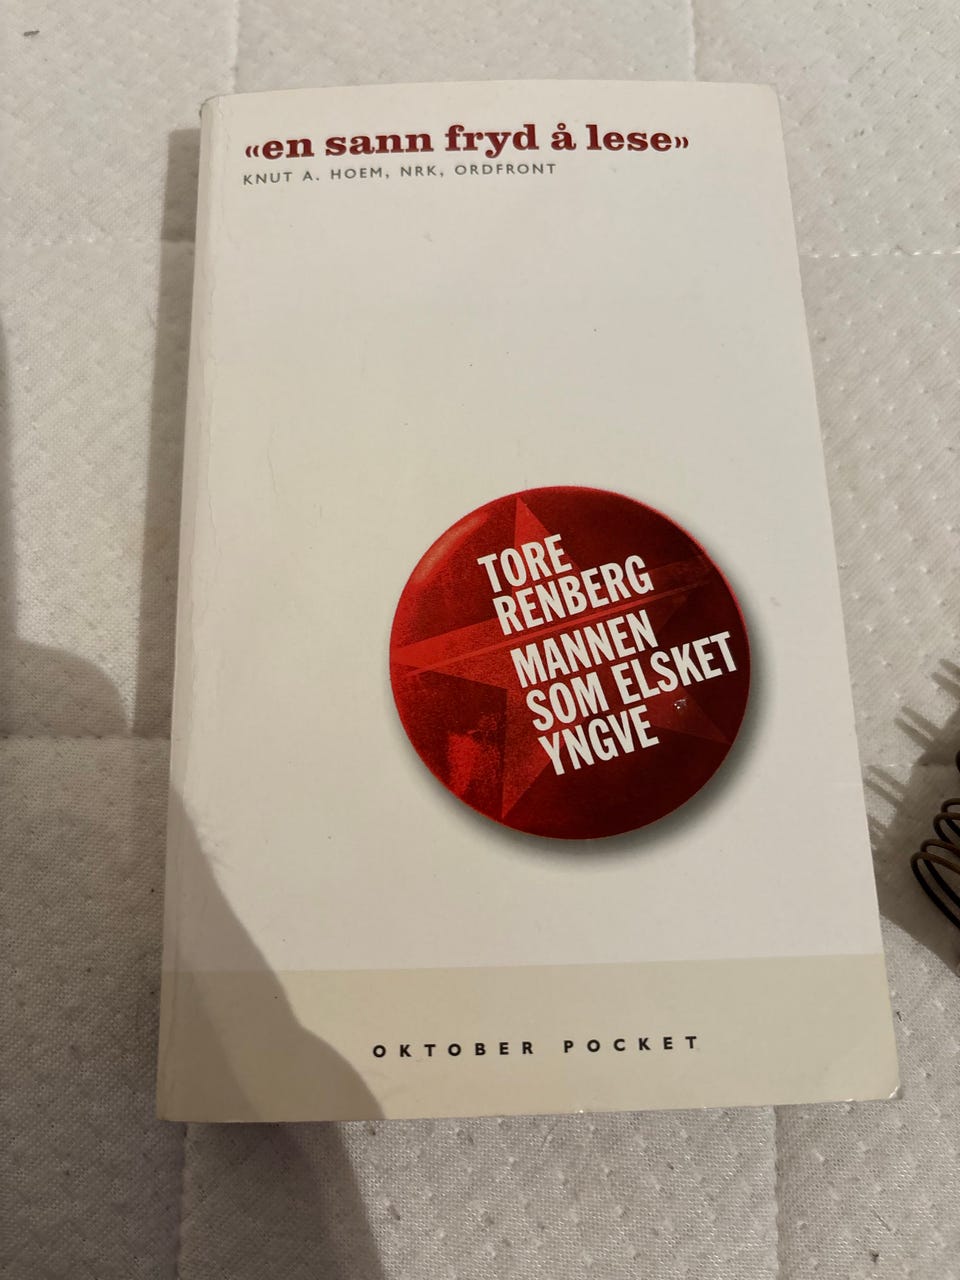 «en sann fryd å lese»
KNUT A. HOEM, NRK, ORDFRONT
TORE
RENBERG
MANNEN
SOM ELSKET
YNGVE
OKTOBER POCKET